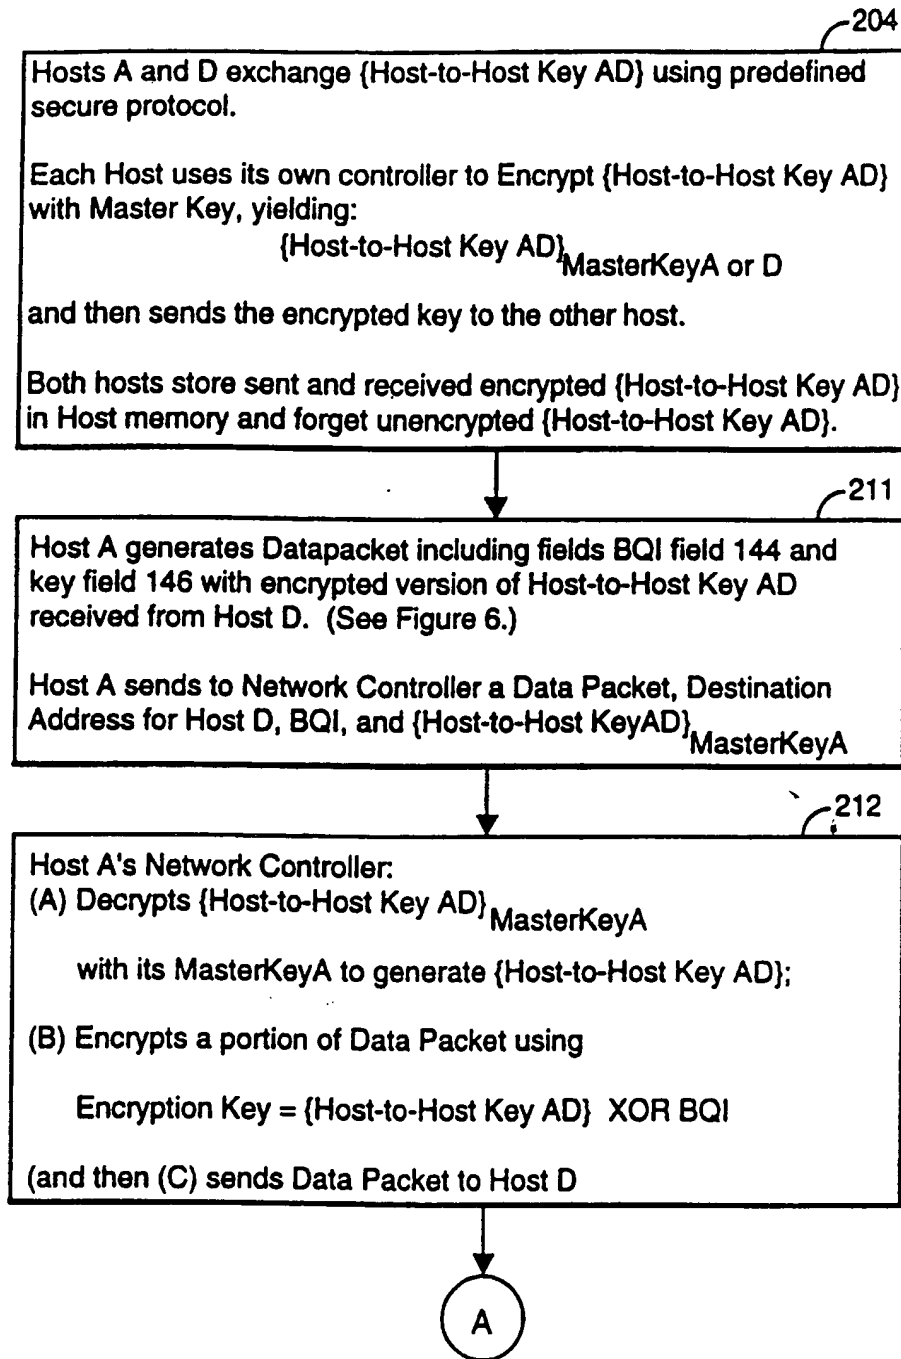 204
Hosts A and D exchange {Host-to-Host Key AD} using predefined
secure protocol.
Each Host uses its own controller to Encrypt {Host-to-Host Key AD}
with Master Key, yielding:
{Host-to-Host Key AD}MasterKeyA or D
and then sends the encrypted key to the other host.
Both hosts store sent and received encrypted {Host-to-Host Key AD}
in Host memory and forget unencrypted {Host-to-Host Key AD}.
211
Host A generates Datapacket including fields BQI field 144 and
key field 146 with encrypted version of Host-to-Host Key AD
received from Host D. (See Figure 6.)
Host A sends to Network Controller a Data Packet, Destination
Address for Host D, BQI, and {Host-to-Host KeyAD}MasterKeyA
212
Host A's Network Controller:
(A) Decrypts {Host-to-Host Key AD}MasterKeyA
with its MasterKeyA to generate {Host-to-Host Key AD};
(B) Encrypts a portion of Data Packet using
Encryption Key = {Host-to-Host Key AD} XOR BQI
(and then (C) sends Data Packet to Host D
A